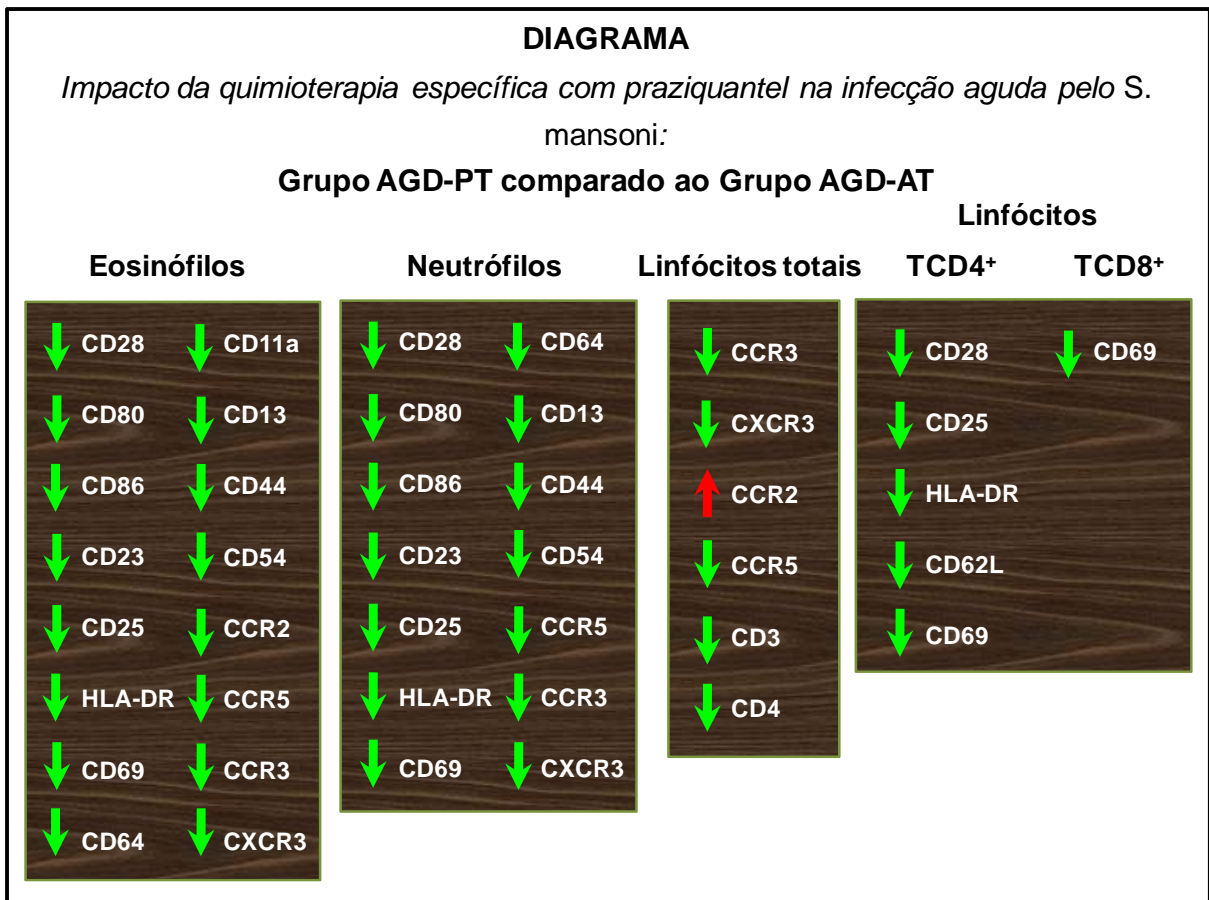 DIAGRAMA
Impacto da quimioterapia específica com praziquantel na infecção aguda pelo S.
mansoni:
Grupo AGD-PT comparado ao Grupo AGD-AT
Linfócitos
Eosinófilos Neutrófilos Linfócitos totais TCD4+ TCD8+
CD28 CD11a
CD80 CD13
CD86 CD44
CD23 CD54
CD25 CCR2
HLA-DR CCR5
CD69 CCR3
CD64 CXCR3
CD28 CD64
CD80 CD13
CD86 CD44
CD23 CD54
CD25 CCR5
HLA-DR CCR3
CD69 CXCR3
CCR3
CXCR3
CCR2
CCR5
CD3
CD4
CD28 CD69
CD25
HLA-DR
CD62L
CD69